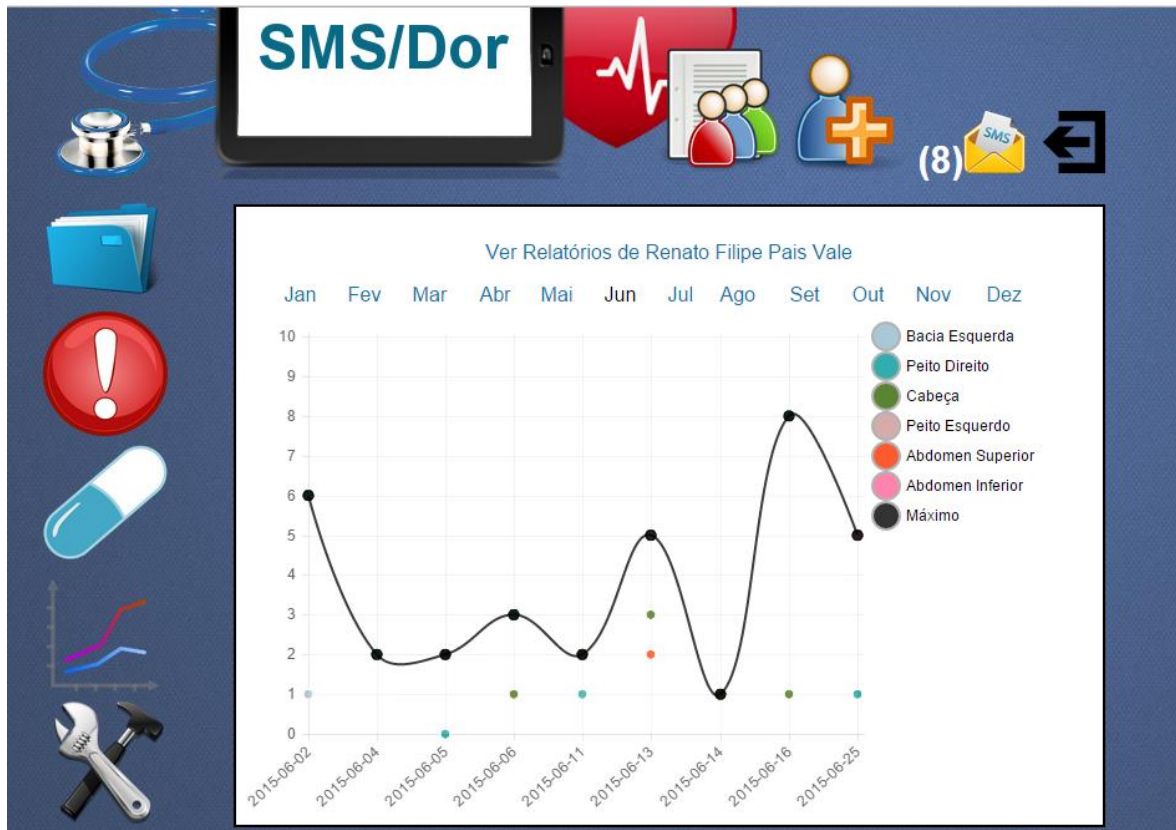 SMS/Dor
(8) SMS
Ver Relatórios de Renato Filipe Pais Vale
Jan Fev Mar Abr Mai Jun Jul Ago Set Out Nov Dez
10
9
8
7
6
5
4
3
2
1
0
Bacia Esquerda
Peito Direito
Cabeça
Peito Esquerdo
Abdomen Superior
Abdomen Inferior
Máximo
2015-06-02 2015-06-04 2015-06-05 2015-06-06 2015-06-11 2015-06-13 2015-06-14 2015-06-16 2015-06-25